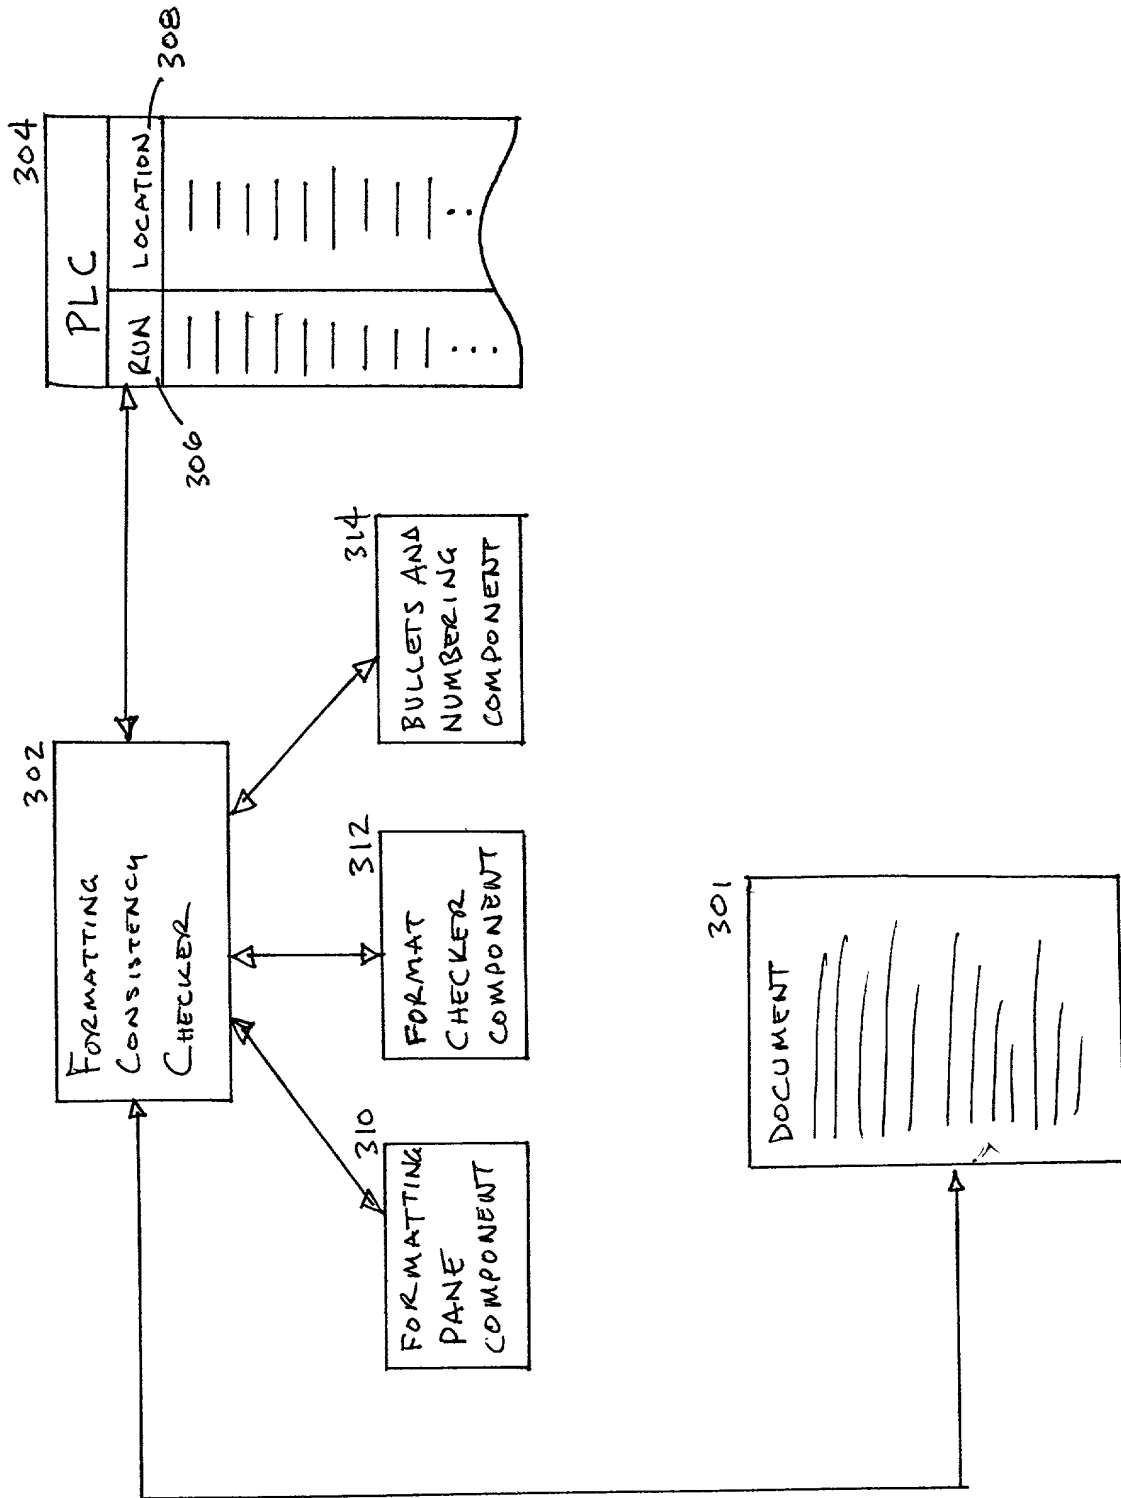 302
FORMATTING
CONSISTENCY
CHECKER
304
PLC
RUN
LOCATION
306
308
310
FORMATTING
PANE
COMPONENT
312
FORMAT
CHECKER
COMPONENT
314
BULLETS AND
NUMBERING
COMPONENT
301
DOCUMENT